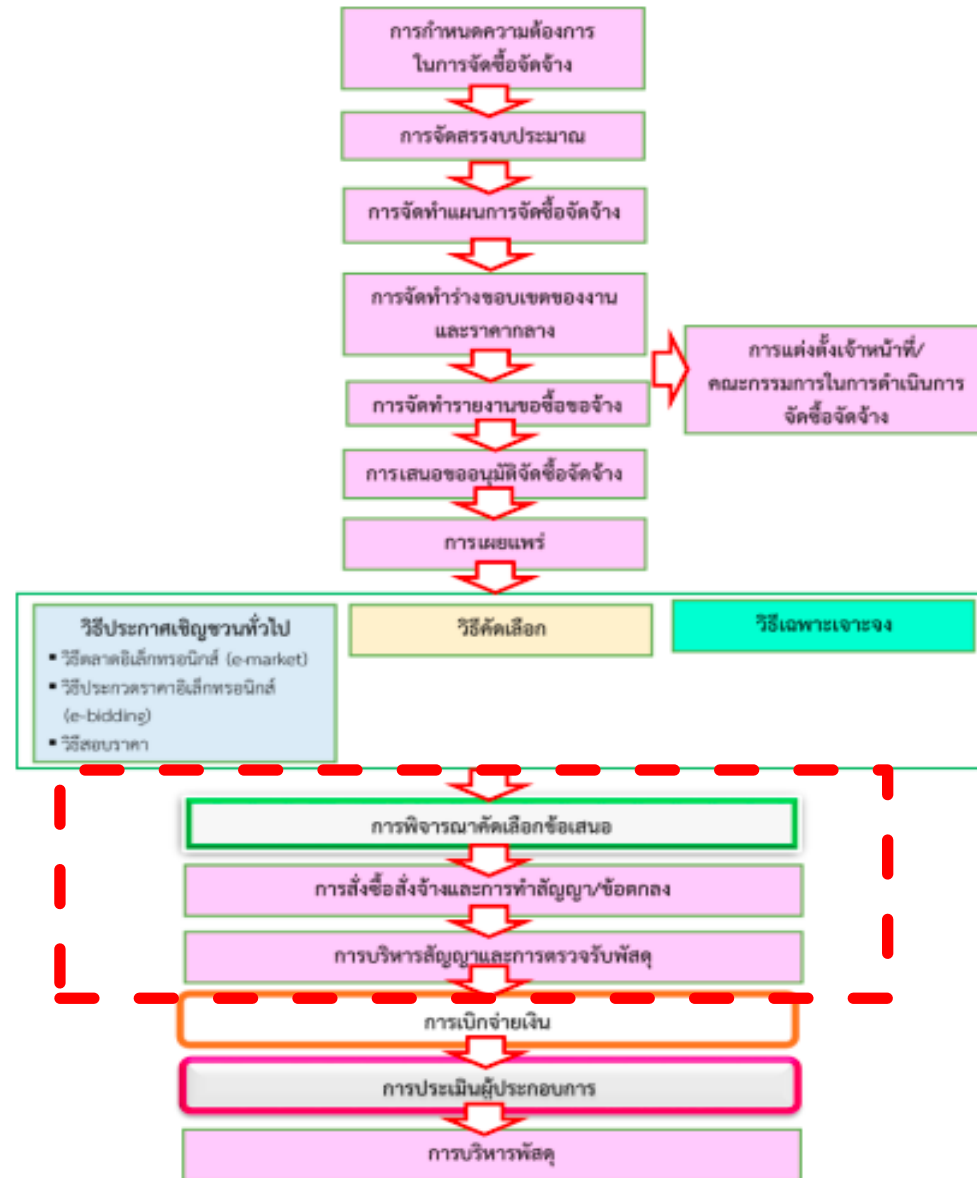 การกำหนดความต้องการ
ในการจัดซื้อจัดจ้าง
การจัดสรรงบประมาณ
การจัดทำแผนการจัดซื้อจัดจ้าง
การจัดทำร่างขอบเขตของงาน
และราคากลาง
การแต่งตั้งเจ้าหน้าที่/
คณะกรรมการในการดำเนินการ
จัดซื้อจัดจ้าง
การจัดทำรายงานขอซื้อขอจ้าง
การเสนอขออนุมัติจัดซื้อจัดจ้าง
การเผยแพร่
วิธีประกาศเชิญชวนทั่วไป
▪ วิธีตลาดอิเล็กทรอนิกส์ (e-market)
▪ วิธีประกวดราคาอิเล็กทรอนิกส์
(e-bidding)
▪ วิธีสอบราคา
วิธีคัดเลือก
วิธีเฉพาะเจาะจง
การพิจารณาคัดเลือกข้อเสนอ
การสั่งซื้อสั่งจ้างและการทำสัญญา/ข้อตกลง
การบริหารสัญญาและการตรวจรับพัสดุ
การเบิกจ่ายเงิน
การประเมินผู้ประกอบการ
การบริหารพัสดุ